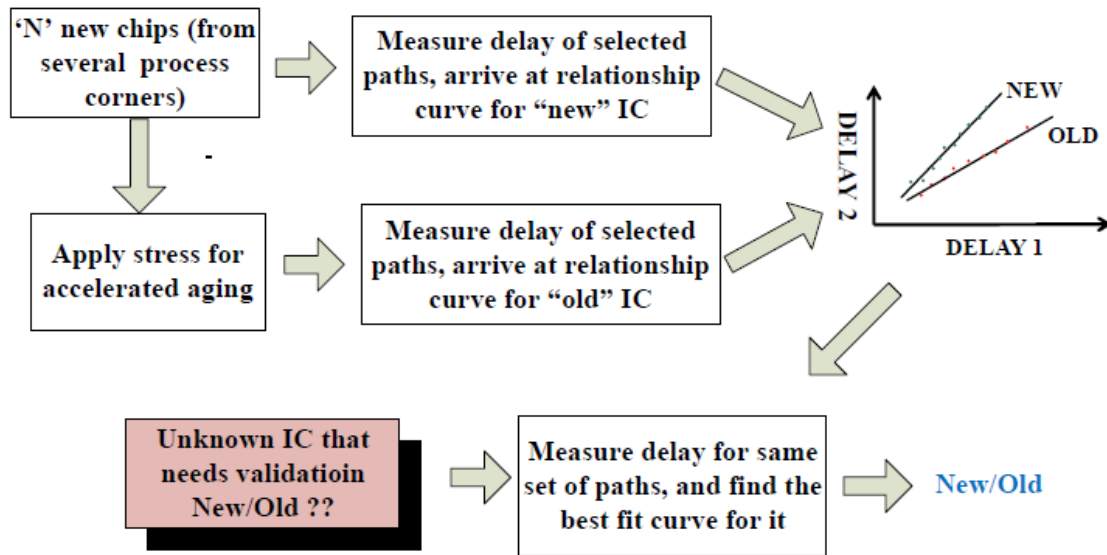 ‘N’ new chips (from
several process
corners)
Measure delay of selected
paths, arrive at relationship
curve for “new” IC
NEW
OLD
DELAY 2
DELAY 1
-
Apply stress for
accelerated aging
Measure delay of selected
paths, arrive at relationship
curve for “old” IC
Unknown IC that
needs validatioin
New/Old ??
Measure delay for same
set of paths, and find the
best fit curve for it
New/Old